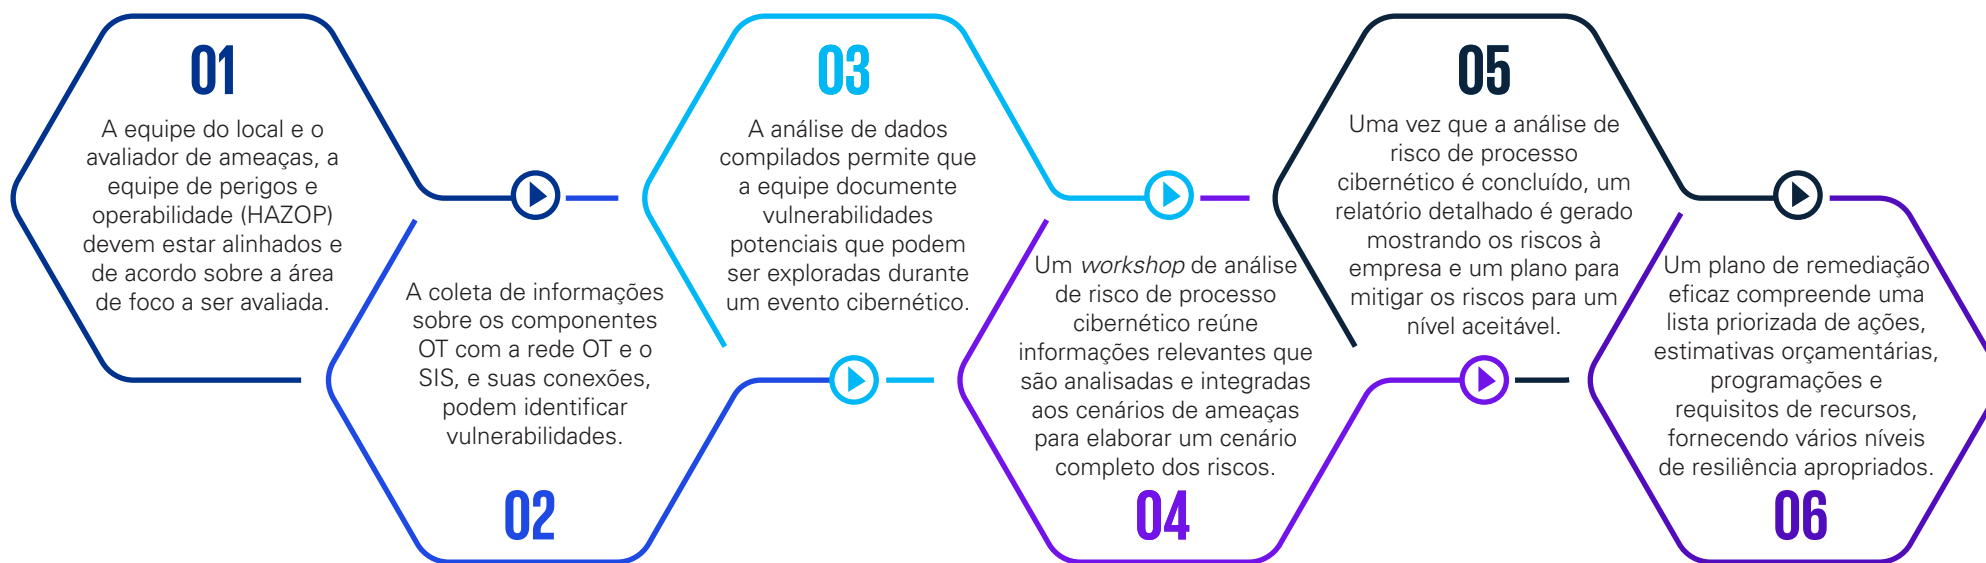 01
A equipe do local e o
avaliador de ameaças, a
equipe de perigos e
operabilidade (HAZOP)
devem estar alinhados e
de acordo sobre a área
de foco a ser avaliada.
A coleta de informações
sobre os componentes
OT com a rede OT e o
SIS, e suas conexões,
podem identificar
vulnerabilidades.
02
03
A análise de dados
compilados permite que
a equipe documente
vulnerabilidades
potenciais que podem
ser exploradas durante
um evento cibernético.
Um workshop de análise
de risco de processo
cibernético reúne
informações relevantes que
são analisadas e integradas
aos cenários de ameaças
para elaborar um cenário
completo dos riscos.
04
05
Uma vez que a análise de
risco de processo
cibernético é concluído, um
relatório detalhado é gerado
mostrando os riscos à
empresa e um plano para
mitigar os riscos para um
nível aceitável.
Um plano de remediação
eficaz compreende uma
lista priorizada de ações,
estimativas orçamentárias,
programações e
requisitos de recursos,
fornecendo vários níveis
de resiliência apropriados.
06